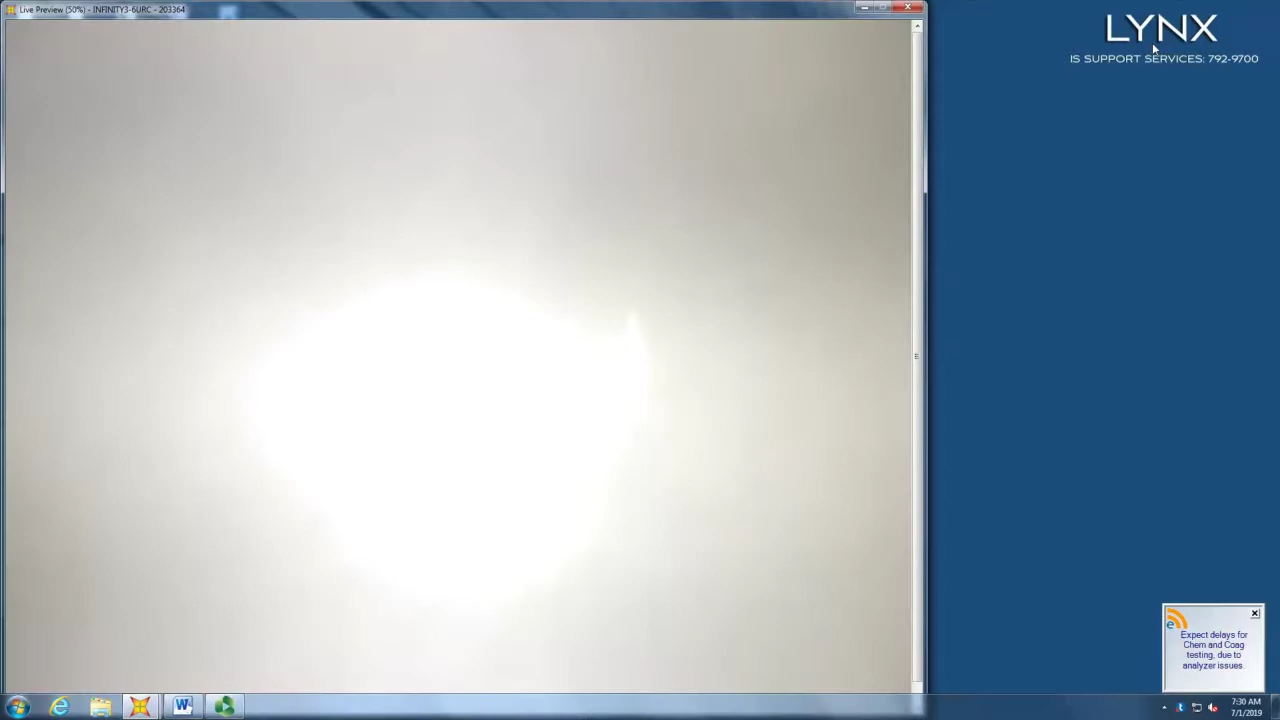 Live Preview (50%) - INFINITY3-6URC - 203364
LYNX
IS SUPPORT SERVICES: 792-9700
Expect delays for
Chem and Coag
testing, due to
analyzer issues
7:30 AM
7/1/2019